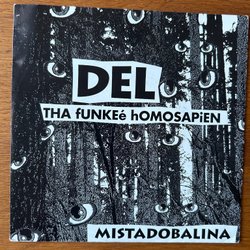 DEL
THA fUNKEé hOMOSAPiEN
MISTADOBALINA